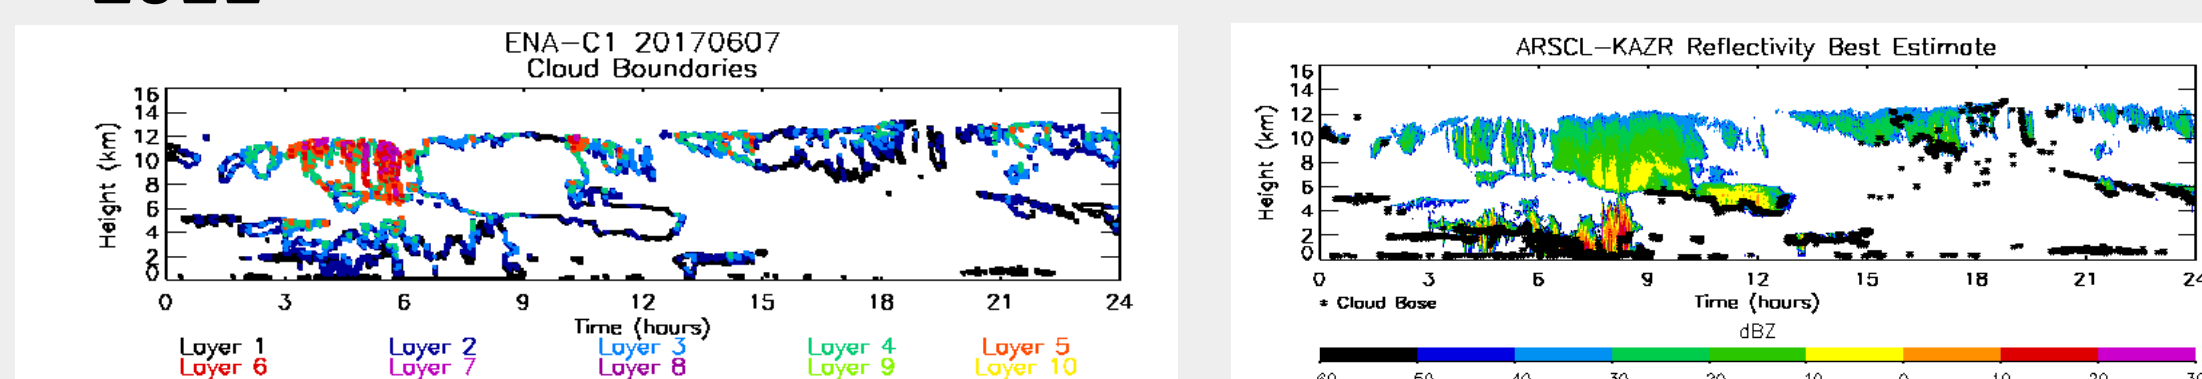 ENA-C1 20170607
Cloud Boundaries
16
14
12
10
8
6
4
2
0
Height (km)
0 3 6 9 12 15 18 21 24
Time (hours)
Layer 1 Layer 2 Layer 3 Layer 4 Layer 5
Layer 6 Layer 7 Layer 8 Layer 9 Layer 10
ARSCL-KAZR Reflectivity Best Estimate
16
14
12
10
8
6
4
2
0
Height (km)
0 3 6 9 12 15 18 21
* Cloud Base
Time (hours)
dBZ